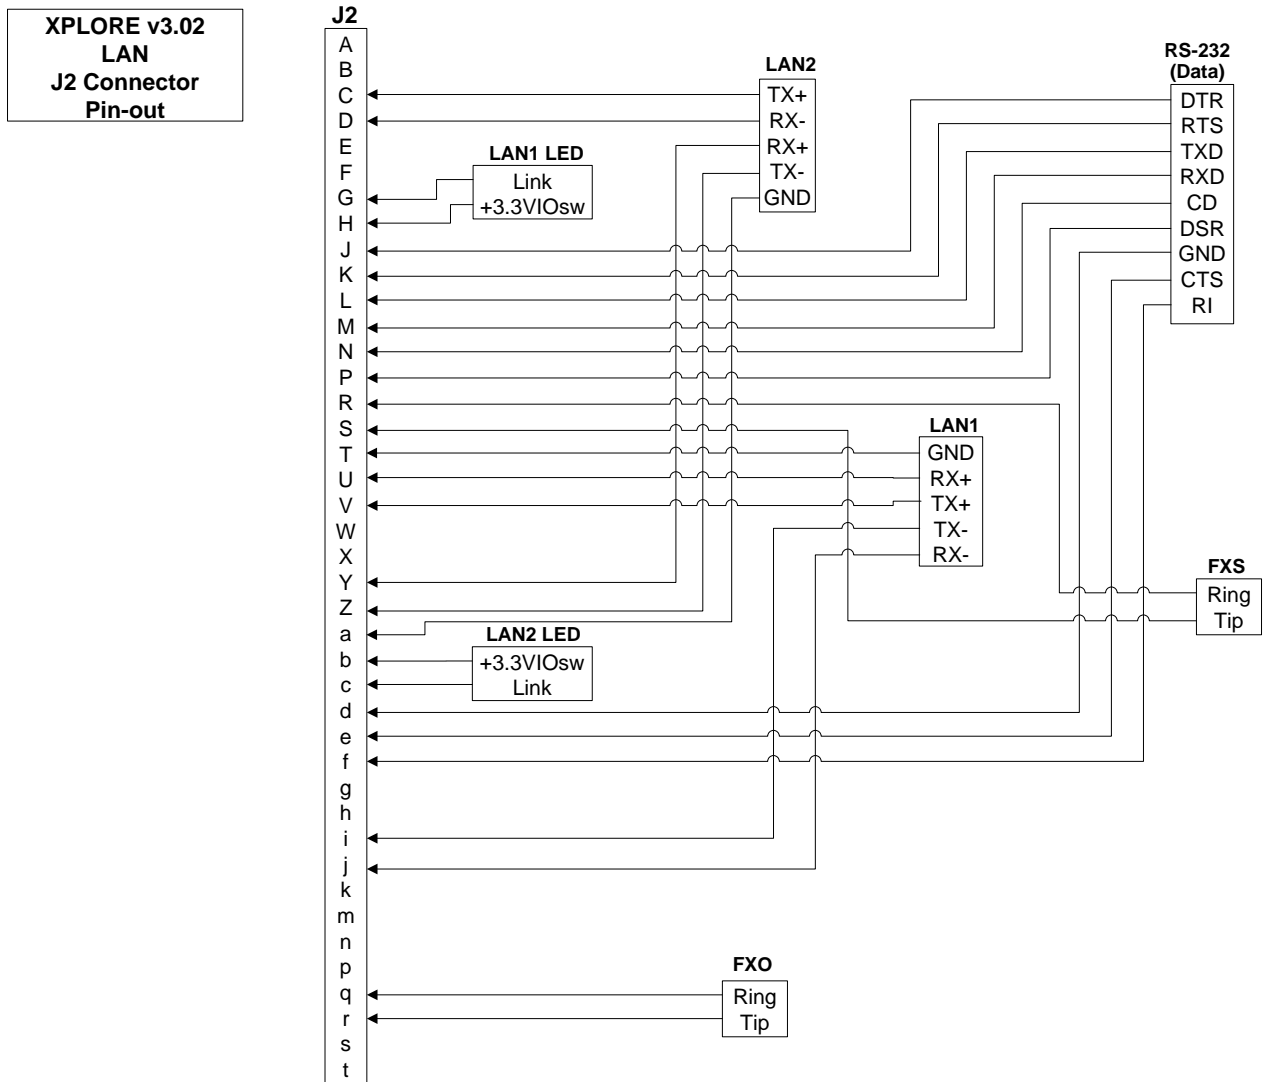 XPLORE v3.02
LAN
J2 Connector
Pin-out
J2
A
B
C
D
E
F
G
H
J
K
L
M
N
P
R
S
T
U
V
W
X
Y
Z
a
b
c
d
e
f
g
h
i
j
k
m
n
p
q
r
s
t
LAN1 LED
Link
+3.3VIOsw
LAN2
TX+
RX-
RX+
TX-
GND
RS-232
(Data)
DTR
RTS
TXD
RXD
CD
DSR
GND
CTS
RI
LAN1
GND
RX+
TX+
TX-
RX-
FXS
Ring
Tip
LAN2 LED
+3.3VIOsw
Link
FXO
Ring
Tip